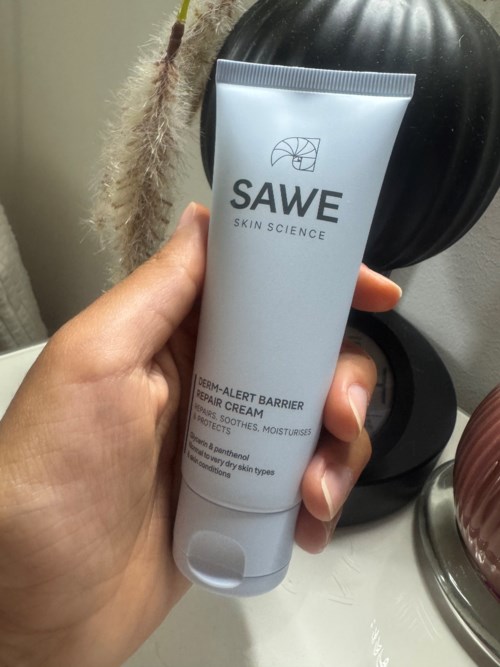 SAWE
SKIN SCIENCE
DERM-ALERT BARRIER
REPAIR CREAM
REPAIRS, SOOTHES, MOISTURISES
& PROTECTS
Glycerin & panthenol
Normal to very dry skin types
& skin conditions